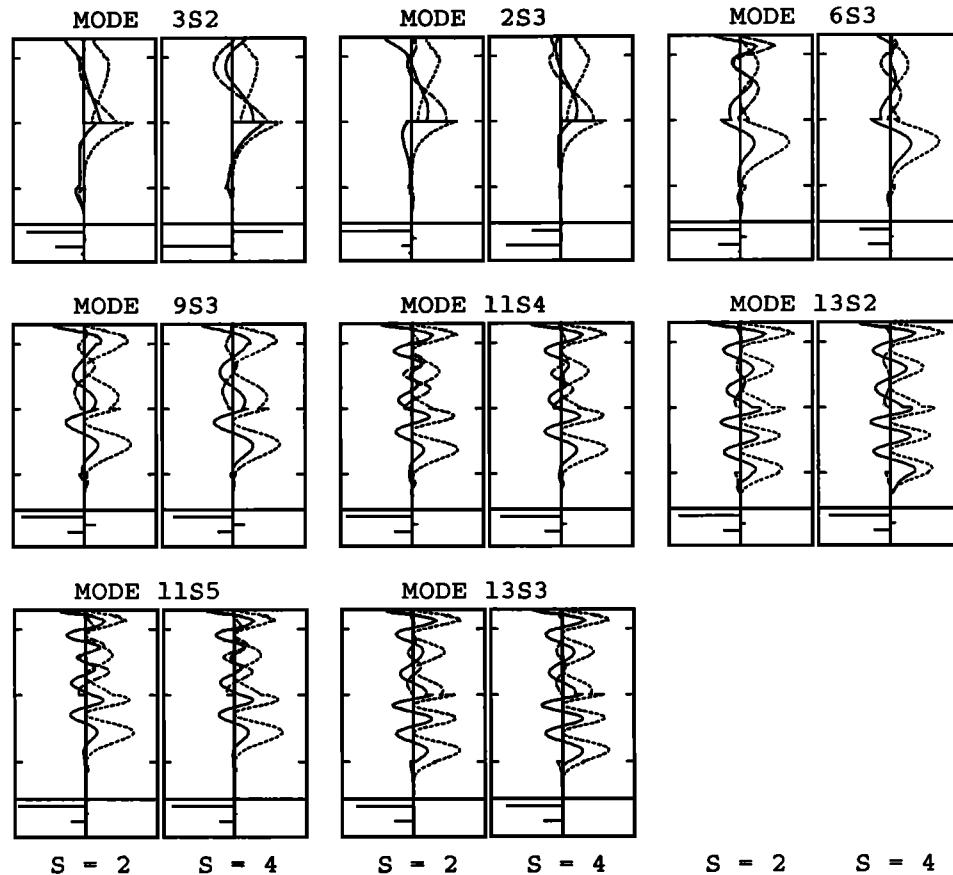 MODE 3S2
MODE 2S3
MODE 6S3
MODE 9S3
MODE 11S4
MODE 13S2
MODE 11S5
MODE 13S3
S = 2 S = 4 S = 2 S = 4 S = 2 S = 4